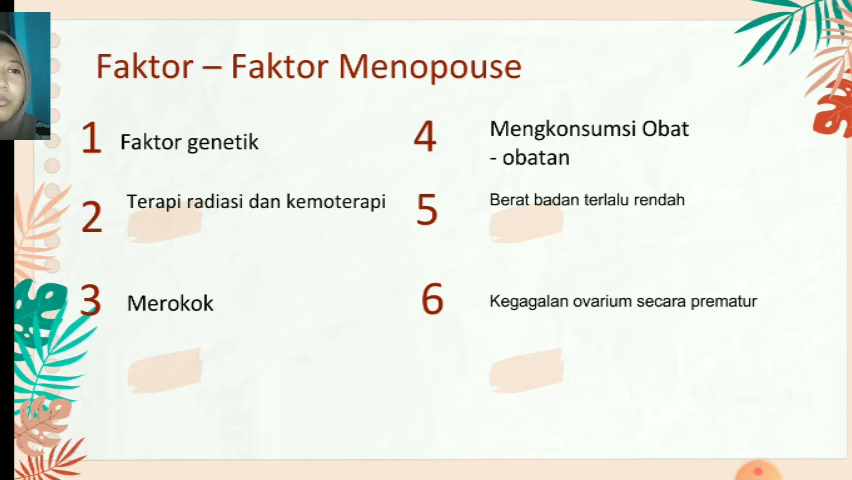 Faktor – Faktor Menopouse
1 Faktor genetik
2 Terapi radiasi dan kemoterapi
3 Merokok
4 Mengkonsumsi Obat
- obatan
5 Berat badan terlalu rendah
6 Kegagalan ovarium secara prematur